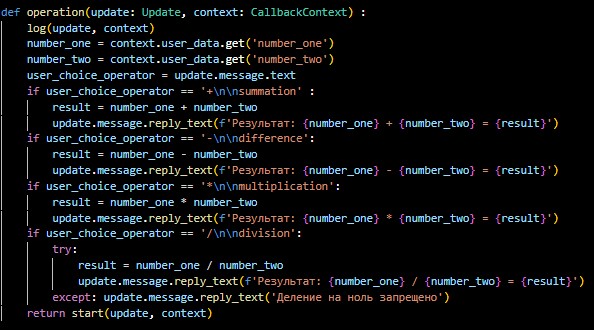 def operation(update: Update, context: CallbackContext) :
    log(update, context)
    number_one = context.user_data.get('number_one')
    number_two = context.user_data.get('number_two')
    user_choice_operator = update.message.text
    if user_choice_operator == '+\n\nsummation' :
        result = number_one + number_two
        update.message.reply_text(f'Результат: {number_one} + {number_two} = {result}')
    if user_choice_operator == '-\n\ndifference':
        result = number_one - number_two
        update.message.reply_text(f'Результат: {number_one} - {number_two} = {result}')
    if user_choice_operator == '*\n\nmultiplication':
        result = number_one * number_two
        update.message.reply_text(f'Результат: {number_one} * {number_two} = {result}')
    if user_choice_operator == '/\n\ndivision':
        try:
            result = number_one / number_two
            update.message.reply_text(f'Результат: {number_one} / {number_two} = {result}')
        except: update.message.reply_text('Деление на ноль запрещено')
    return start(update, context)